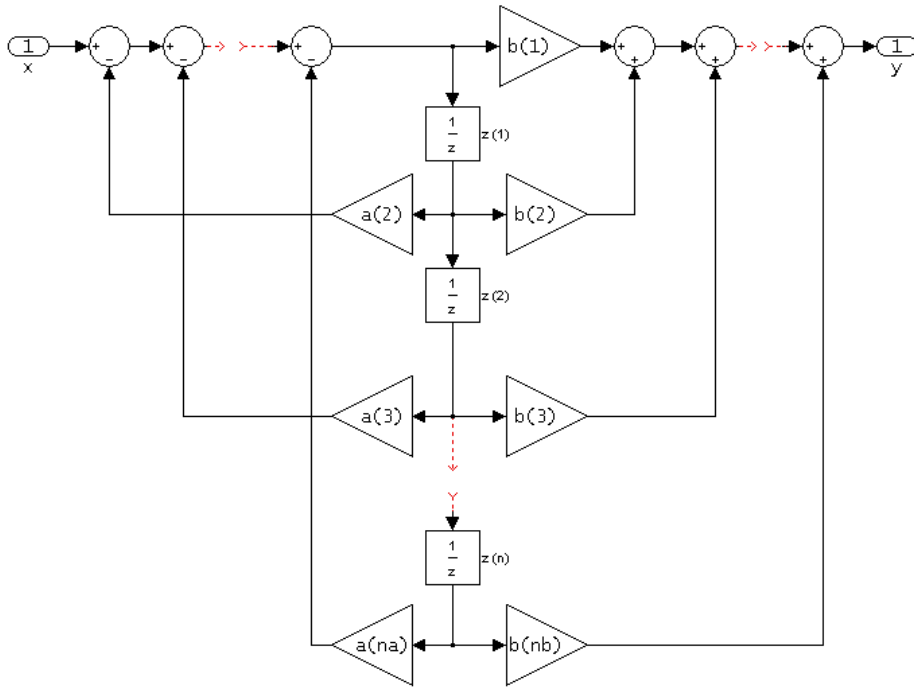 1
x
+
−
+
−
+
−
b(1)
+
+
+
+
+
+
1
y
1
z
z(1)
a(2)
b(2)
1
z
z(2)
a(3)
b(3)
1
z
z(n)
a(na)
b(nb)